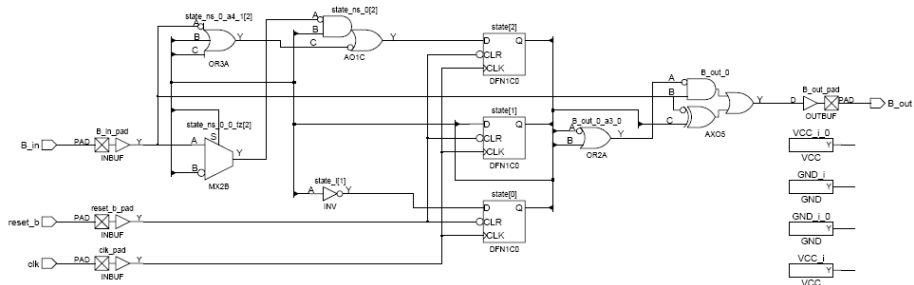 state_ns_0_a4_1[2]
A
B
C
Y
OR3A
state_ns_0[2]
A
B
C
Y
AO1C
state[2]
D
Q
CLR
CLK
DFN1C0
B_out_0
A
B
C
Y
AXO5
B_out_pad
D
PAD
OUTBUF
B_out
state_ns_0_0_tz[2]
S
A
B
Y
MX2B
B_in
PAD
B_in_pad
Y
INBUF
state[1]
D
Q
CLR
CLK
DFN1C0
B_out_0_a3_0
A
B
Y
OR2A
VCC_i_0
Y
VCC
GND_i
Y
GND
state_i[1]
A
Y
INV
state[0]
D
Q
CLR
CLK
DFN1C0
reset_b
PAD
reset_b_pad
Y
INBUF
GND_i_0
Y
GND
clk
PAD
clk_pad
Y
INBUF
VCC_i
Y
VCC